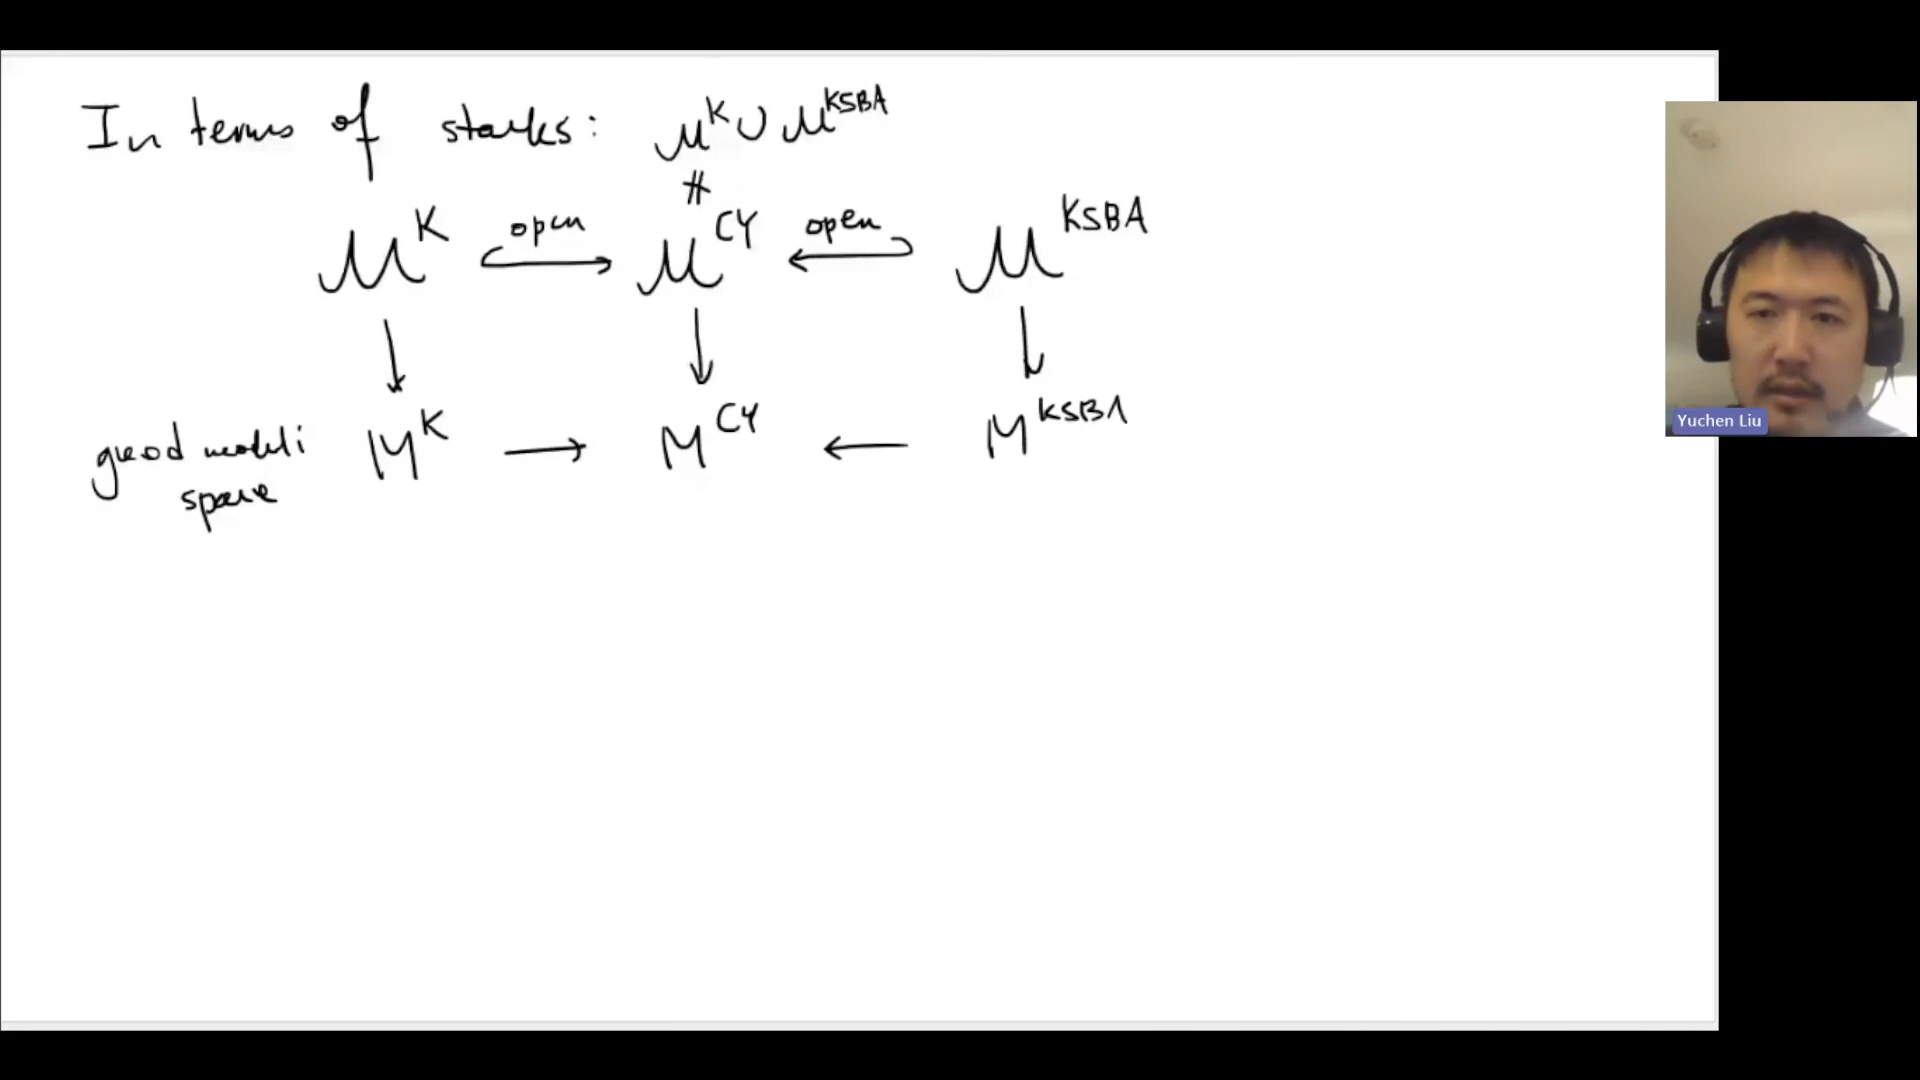 In terms of stacks: 𝓜^K ∪ 𝓜^KSBA
≠
𝓜^K open ↪ 𝓜^CY open ↩ 𝓜^KSBA
↓ ↓ ↓
good moduli M^K → M^CY ← M^KSBA
space
Yuchen Liu